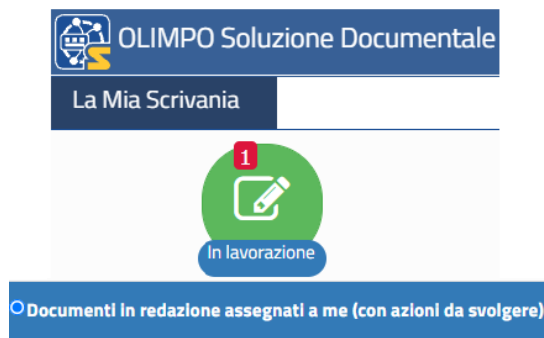 OLIMPO Soluzione Documentale
La Mia Scrivania
1
In lavorazione
Documenti in redazione assegnati a me (con azioni da svolgere)